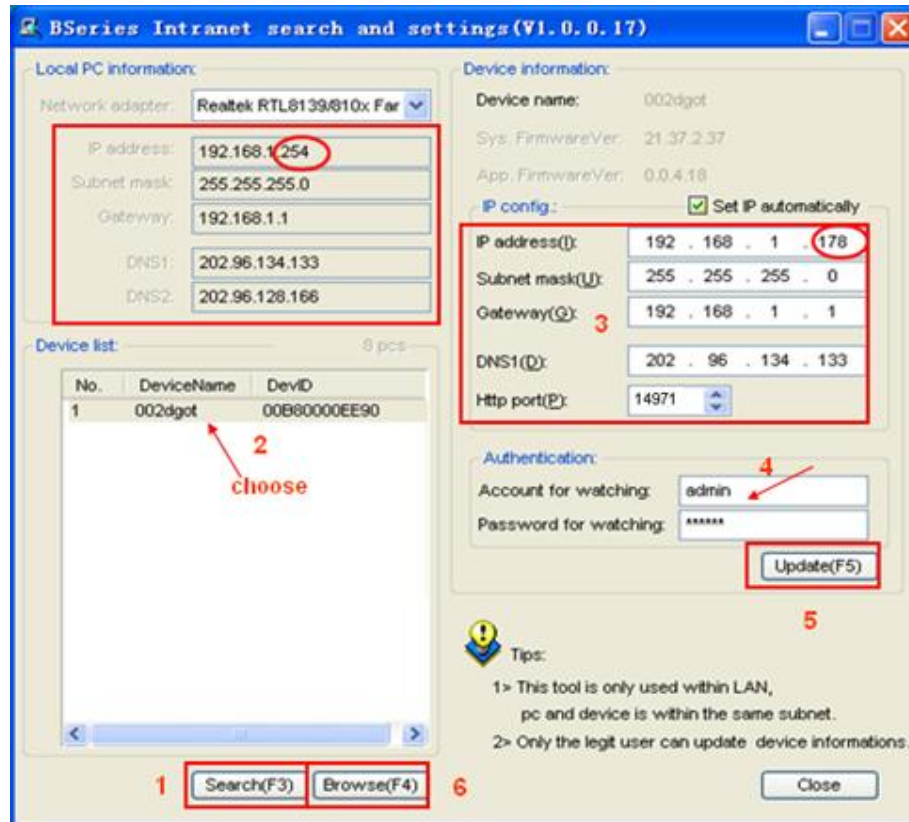 BSeries Intranet search and settings(V1.0.0.17)
Local PC information:
Network adapter: Realtek RTL8139/810x Far
IP address: 192.168.1.254
Subnet mask: 255.255.255.0
Gateway: 192.168.1.1
DNS1: 202.96.134.133
DNS2: 202.96.128.166
Device list: 8 pcs
No. DeviceName DevID
1 002dgot 00B80000EE90
2
choose
1 Search(F3) Browse(F4) 6
Device information:
Device name: 002dgot
Sys. FirmwareVer: 21.37.2.37
App. FirmwareVer: 0.0.4.18
IP config.: Set IP automatically
IP address(I): 192 . 168 . 1 . 178
Subnet mask(U): 255 . 255 . 255 . 0
Gateway(G): 192 . 168 . 1 . 1
3
DNS1(D): 202 . 96 . 134 . 133
Http port(P): 14971
Authentication:
4
Account for watching: admin
Password for watching: ******
Update(F5)
5
Tips:
1> This tool is only used within LAN,
pc and device is within the same subnet.
2> Only the legit user can update device informations.
Close